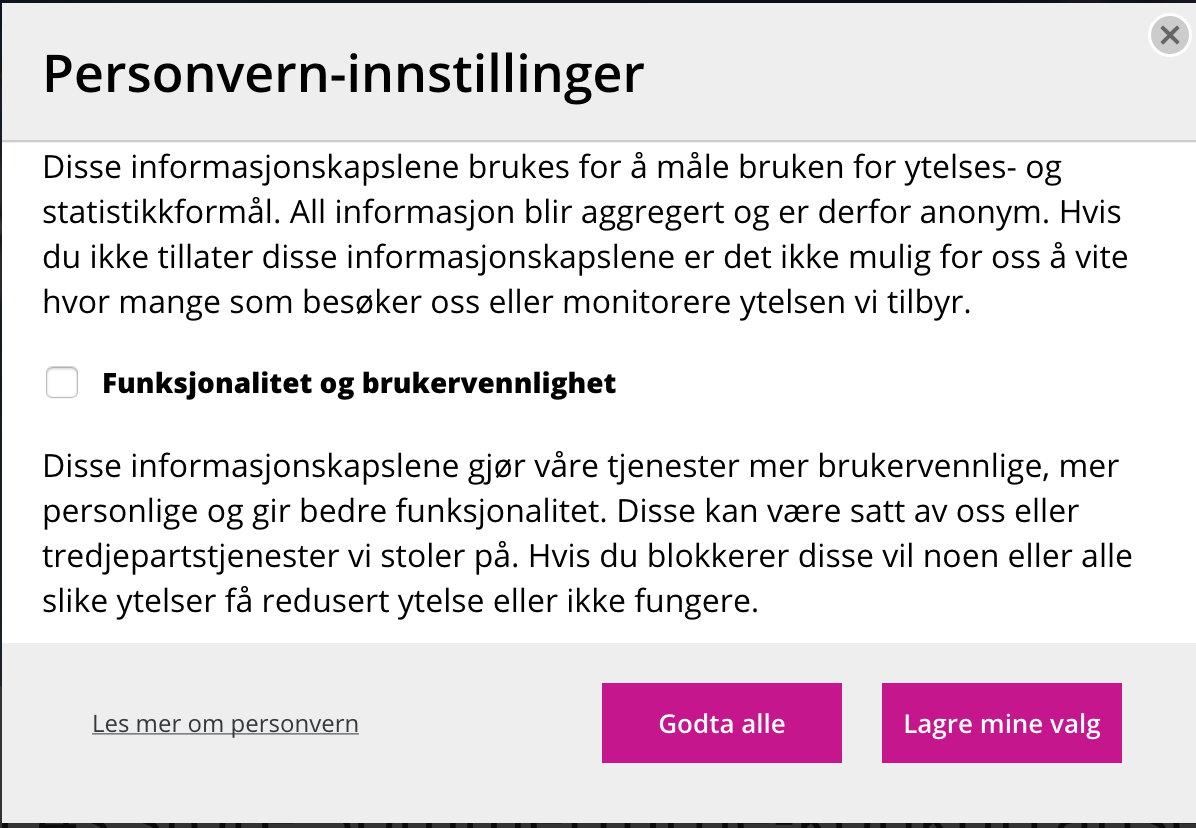 Personvern-innstillinger
Disse informasjonskapslene brukes for å måle bruken for ytelses- og
statistikkformål. All informasjon blir aggregert og er derfor anonym. Hvis
du ikke tillater disse informasjonskapslene er det ikke mulig for oss å vite
hvor mange som besøker oss eller monitorere ytelsen vi tilbyr.
Funksjonalitet og brukervennlighet
Disse informasjonskapslene gjør våre tjenester mer brukervennlige, mer
personlige og gir bedre funksjonalitet. Disse kan være satt av oss eller
tredjepartstjenester vi stoler på. Hvis du blokkerer disse vil noen eller alle
slike ytelser få redusert ytelse eller ikke fungere.
Les mer om personvern
Godta alle
Lagre mine valg